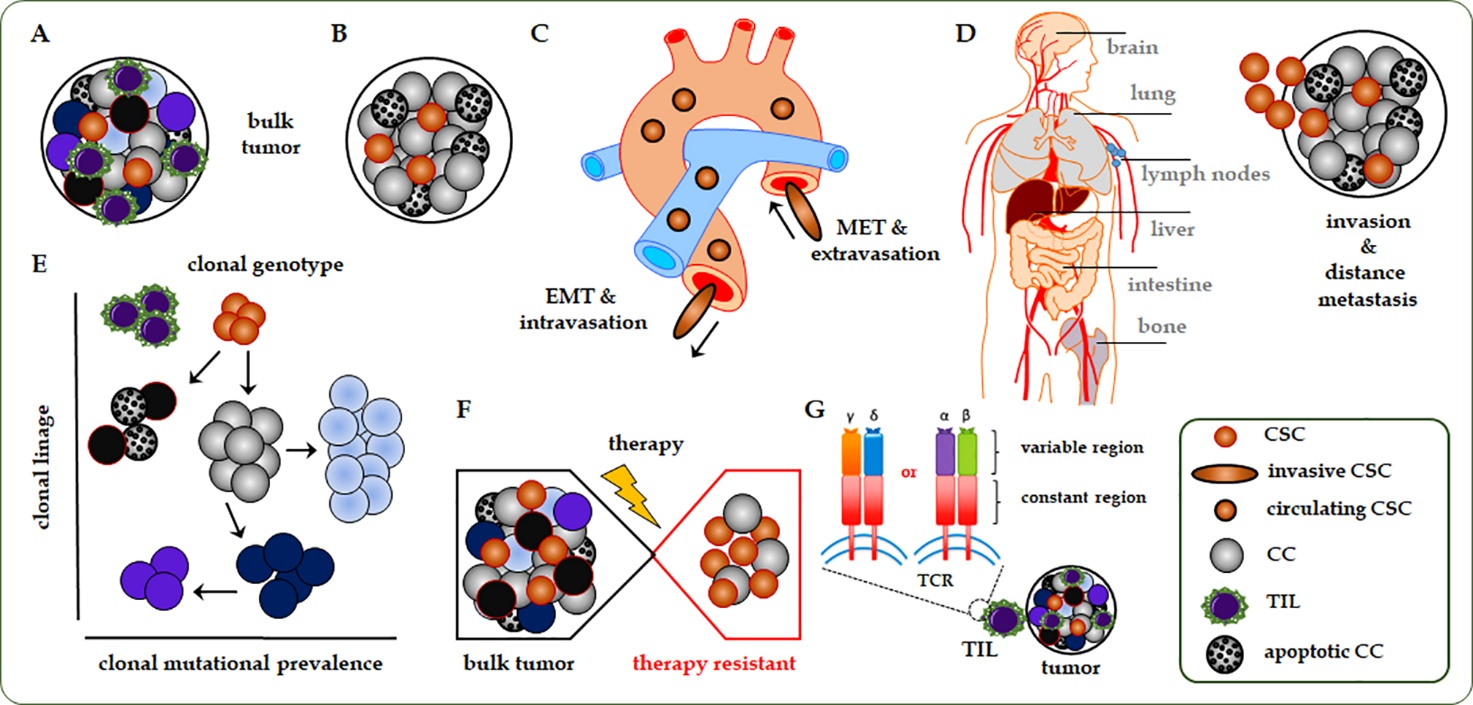 A
bulk
tumor
B
C
MET &
extravasation
EMT &
intravasation
D
brain
lung
lymph nodes
liver
intestine
bone
invasion
&
distance
metastasis
E
clonal genotype
clonal linage
clonal mutational prevalence
F
therapy
bulk tumor
therapy resistant
G
γ δ α β
or
variable region
constant region
TCR
TIL
tumor
CSC
invasive CSC
circulating CSC
CC
TIL
apoptotic CC